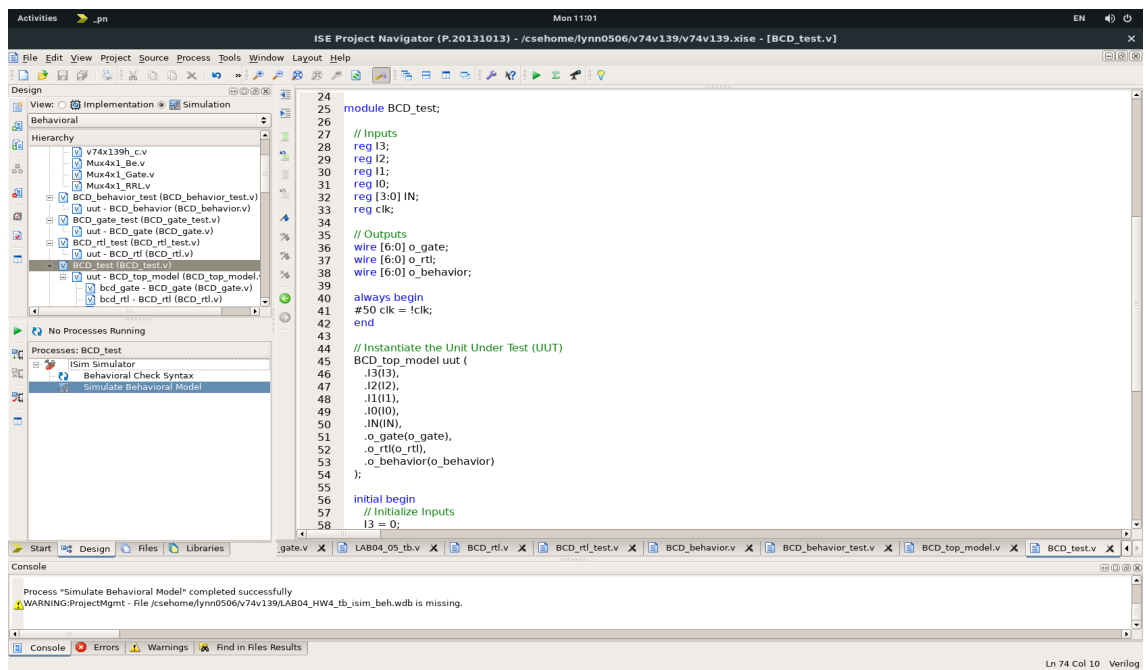 Activities _pn Mon 11:01 EN
ISE Project Navigator (P.20131013) - /csehome/lynn0506/v74v139/v74v139.xise - [BCD_test.v]
File Edit View Project Source Process Tools Window Layout Help
Design
View: Implementation Simulation
Behavioral
Hierarchy
v74x139h_c.v
Mux4x1_Be.v
Mux4x1_Gate.v
Mux4x1_RRL.v
BCD_behavior_test (BCD_behavior_test.v)
uut - BCD_behavior (BCD_behavior.v)
BCD_gate_test (BCD_gate_test.v)
uut - BCD_gate (BCD_gate.v)
BCD_rtl_test (BCD_rtl_test.v)
uut - BCD_rtl (BCD_rtl.v)
BCD_test (BCD_test.v)
uut - BCD_top_model (BCD_top_model.
bcd_gate - BCD_gate (BCD_gate.v)
bcd_rtl - BCD_rtl (BCD_rtl.v)
No Processes Running
Processes: BCD_test
ISim Simulator
Behavioral Check Syntax
Simulate Behavioral Model
24
25 module BCD_test;
26
27 // Inputs
28 reg I3;
29 reg I2;
30 reg I1;
31 reg I0;
32 reg [3:0] IN;
33 reg clk;
34
35 // Outputs
36 wire [6:0] o_gate;
37 wire [6:0] o_rtl;
38 wire [6:0] o_behavior;
39
40 always begin
41 #50 clk = !clk;
42 end
43
44 // Instantiate the Unit Under Test (UUT)
45 BCD_top_model uut (
46 .I3(I3),
47 .I2(I2),
48 .I1(I1),
49 .I0(I0),
50 .IN(IN),
51 .o_gate(o_gate),
52 .o_rtl(o_rtl),
53 .o_behavior(o_behavior)
54 );
55
56 initial begin
57 // Initialize Inputs
58 I3 = 0;
Start Design Files Libraries
_gate.v LAB04_05_tb.v BCD_rtl.v BCD_rtl_test.v BCD_behavior.v BCD_behavior_test.v BCD_top_model.v BCD_test.v
Console
Process "Simulate Behavioral Model" completed successfully
WARNING:ProjectMgmt - File /csehome/lynn0506/v74v139/LAB04_HW4_tb_isim_beh.wdb is missing.
Console Errors Warnings Find in Files Results
Ln 74 Col 10 Verilog